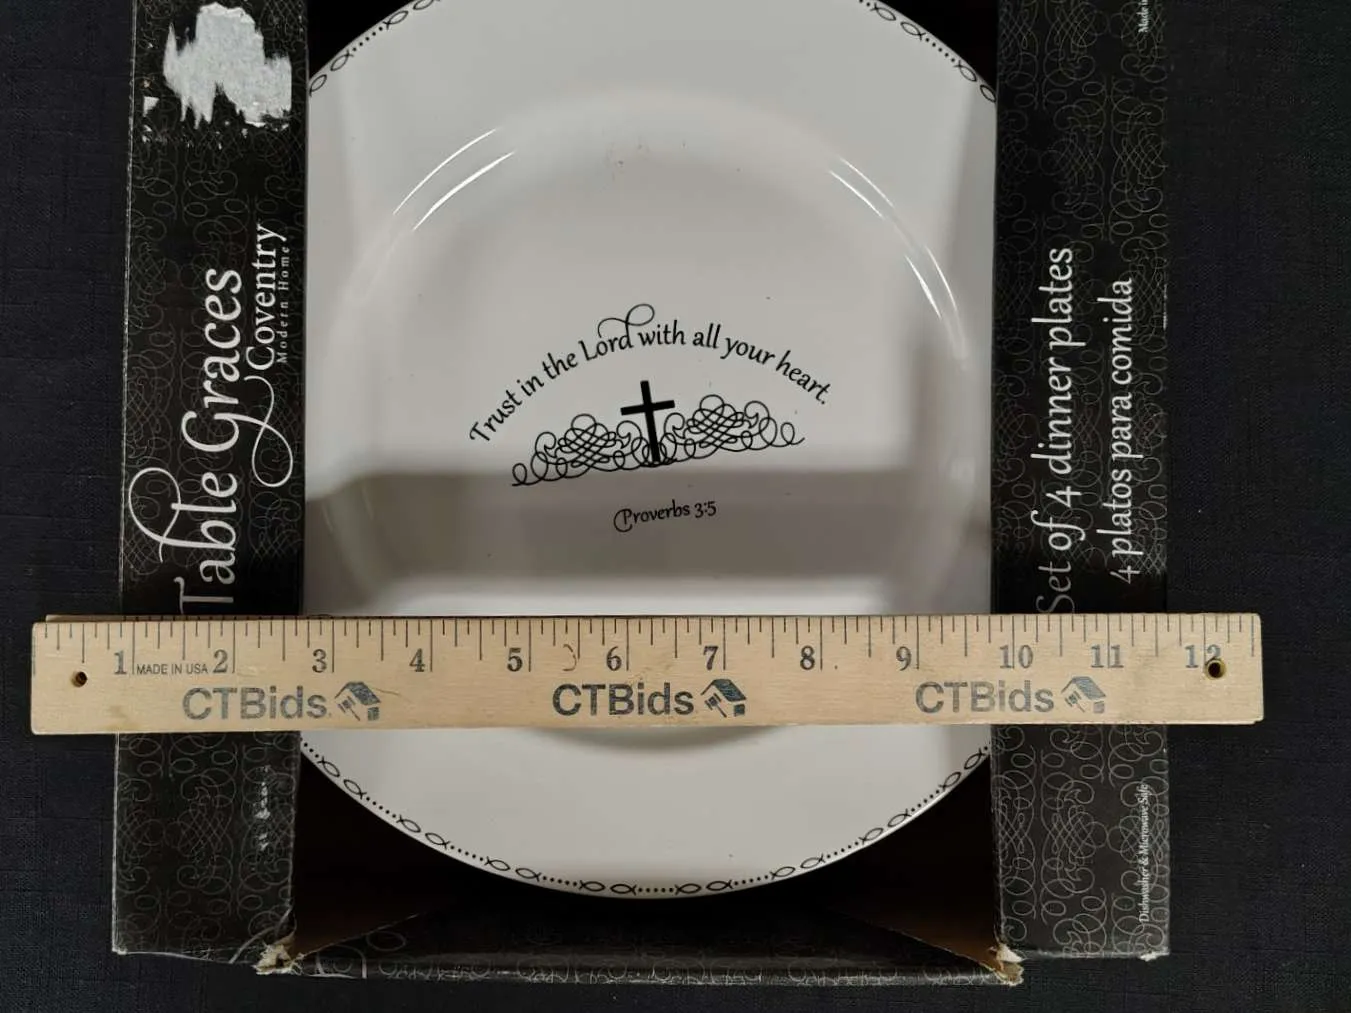 Table Graces
Coventry
Modern Home
Trust in the Lord with all your heart.
Proverbs 3:5
Set of 4 dinner plates
4 platos para comida
Made in
Dishwasher & Microwave Safe
1 MADE IN USA 2 3 4 5 6 7 8 9 10 11 12
CTBids CTBids CTBids